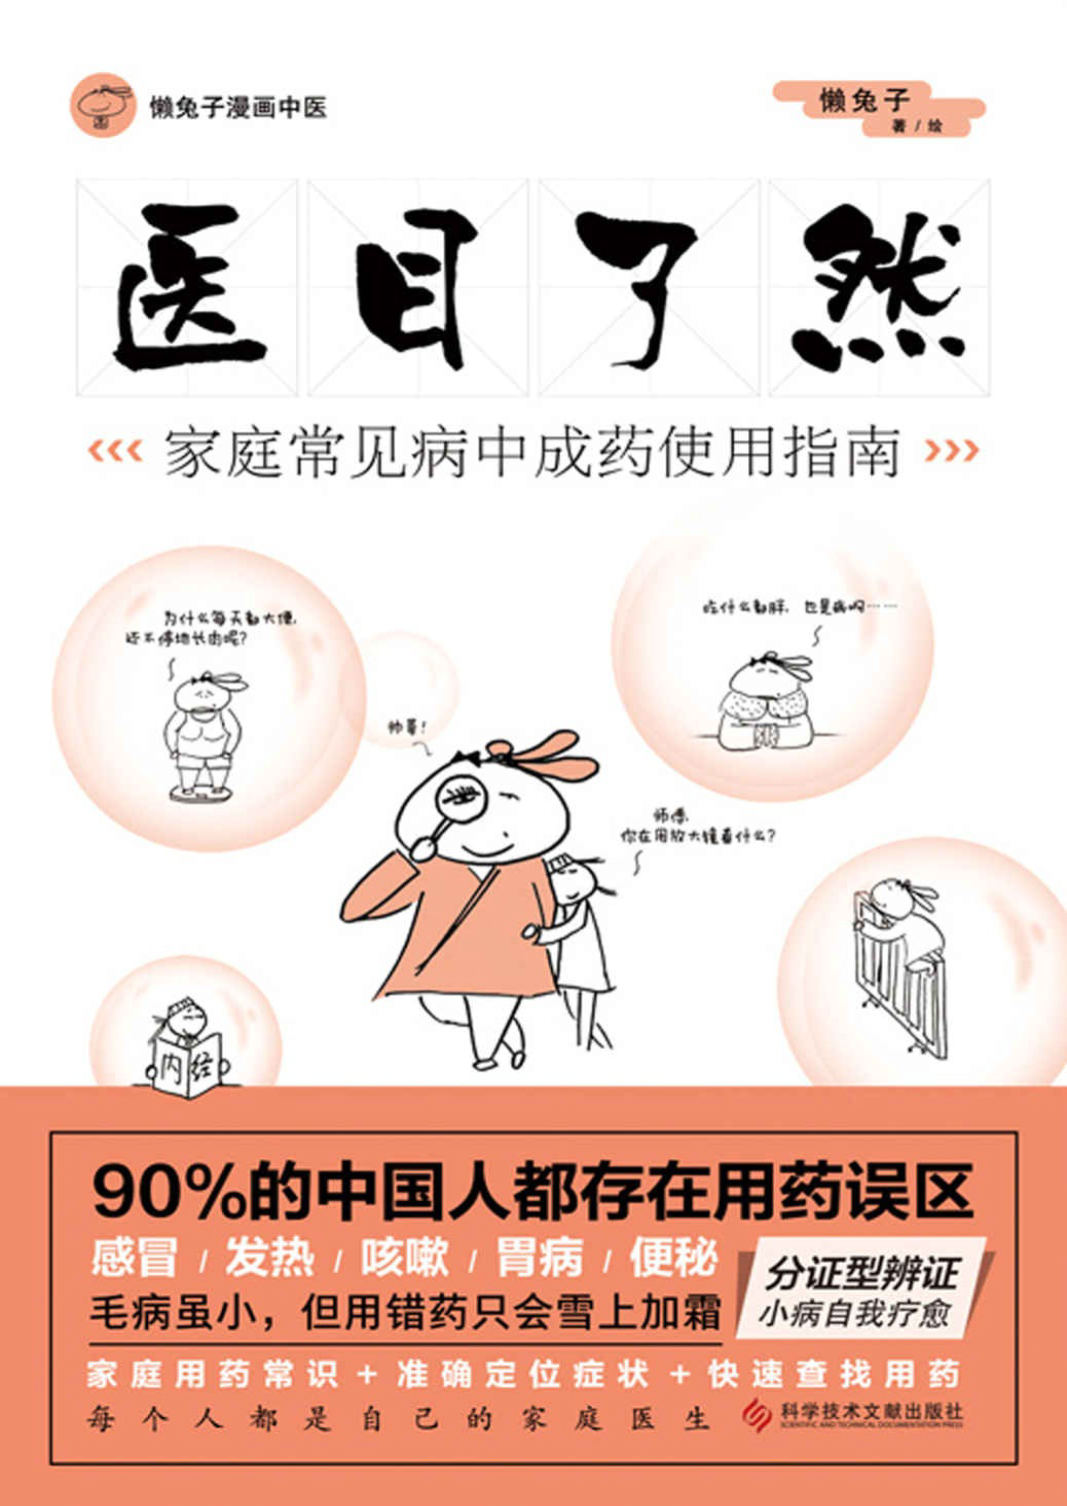 懒兔子漫画中医
懒兔子
著/绘
医目了然
家庭常见病中成药使用指南
为什么每天都大便,
还不停地长肉呢?
吃什么都胖,也是病啊……
帅哥!
师傅,
你在用放大镜看什么?
内经
90%的中国人都存在用药误区
感冒/发热/咳嗽/胃病/便秘
毛病虽小,但用错药只会雪上加霜
分证型辨证
小病自我疗愈
家庭用药常识+准确定位症状+快速查找用药
每个人都是自己的家庭医生
科学技术文献出版社
SCIENTIFIC AND TECHNICAL DOCUMENTATION PRESS